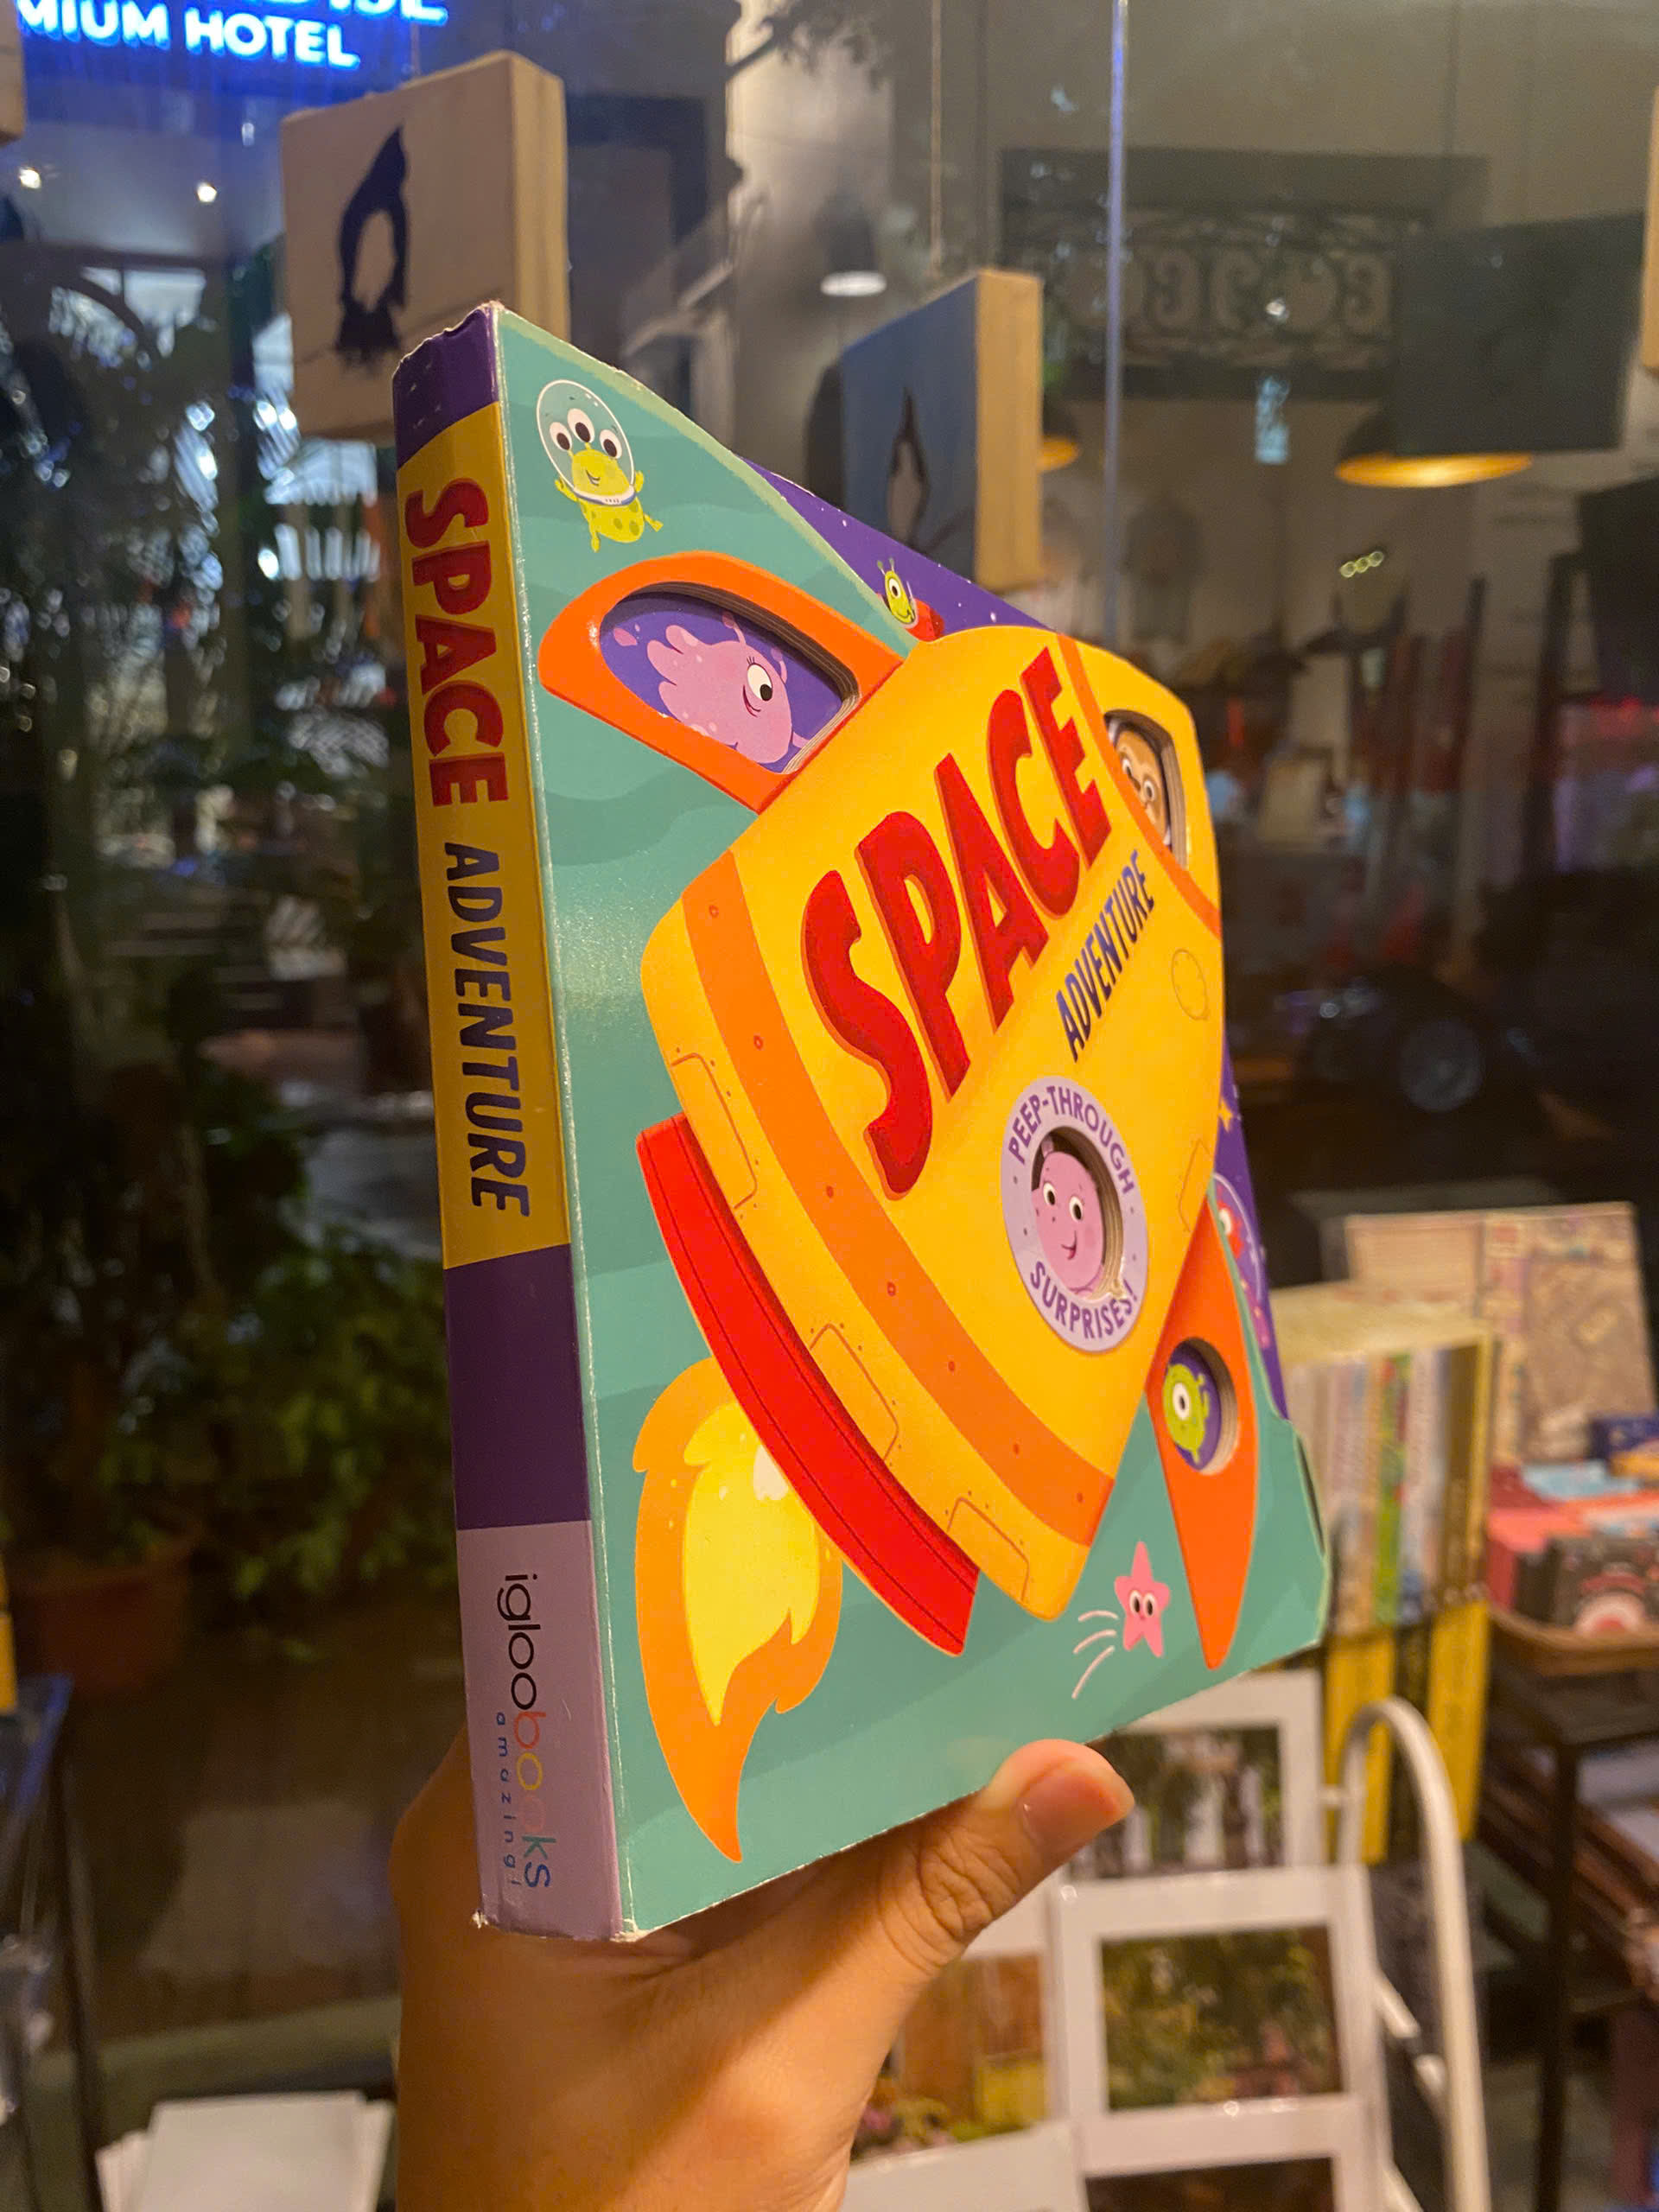 MIUM HOTEL
SPACE ADVENTURE
igloobooks
amazing!
SPACE
ADVENTURE
PEEP-THROUGH
SURPRISES!